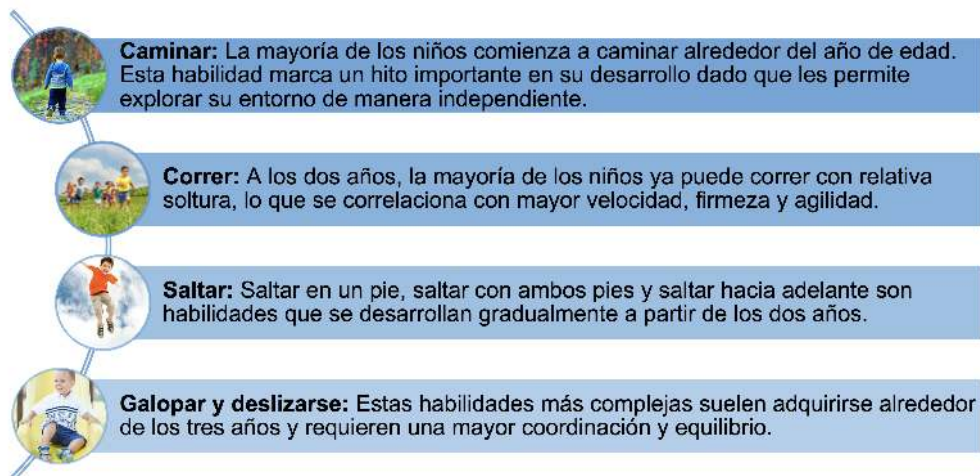 Caminar: La mayoría de los niños comienza a caminar alrededor del año de edad.
Esta habilidad marca un hito importante en su desarrollo dado que les permite
explorar su entorno de manera independiente.
Correr: A los dos años, la mayoría de los niños ya puede correr con relativa
soltura, lo que se correlaciona con mayor velocidad, firmeza y agilidad.
Saltar: Saltar en un pie, saltar con ambos pies y saltar hacia adelante son
habilidades que se desarrollan gradualmente a partir de los dos años.
Galopar y deslizarse: Estas habilidades más complejas suelen adquirirse alrededor
de los tres años y requieren una mayor coordinación y equilibrio.